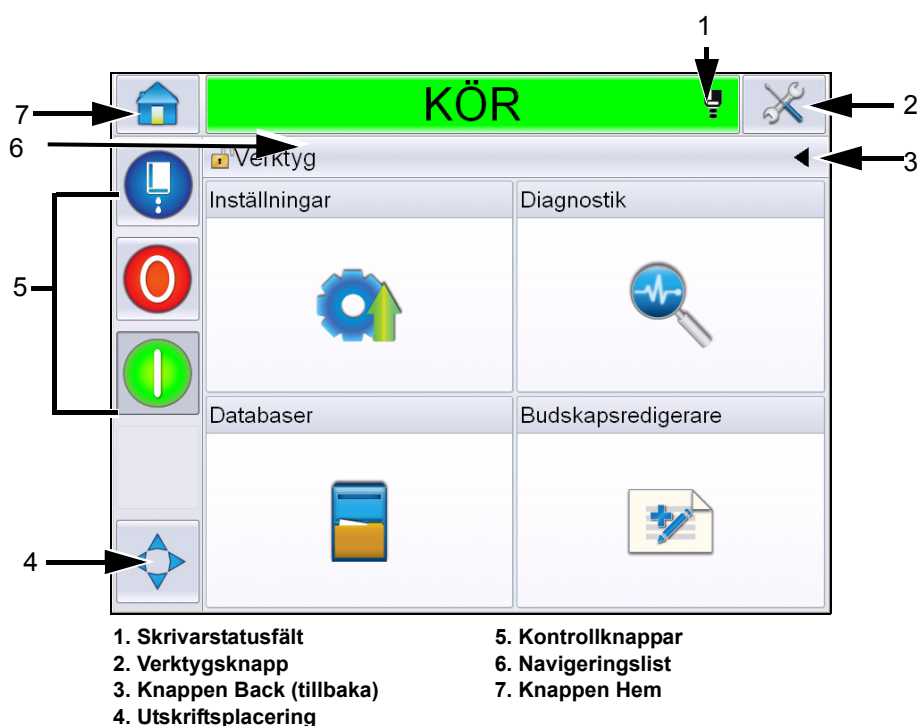 1
KÖR
7
2
6
Verktyg
3
Inställningar
Diagnostik
5
Databaser
Budskapsredigerare
4
1. Skrivarstatusfält
2. Verktygsknapp
3. Knappen Back (tillbaka)
4. Utskriftsplacering
5. Kontrollknappar
6. Navigeringslist
7. Knappen Hem